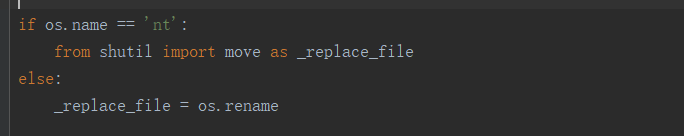 if os.name == 'nt':
    from shutil import move as _replace_file
else:
    _replace_file = os.rename